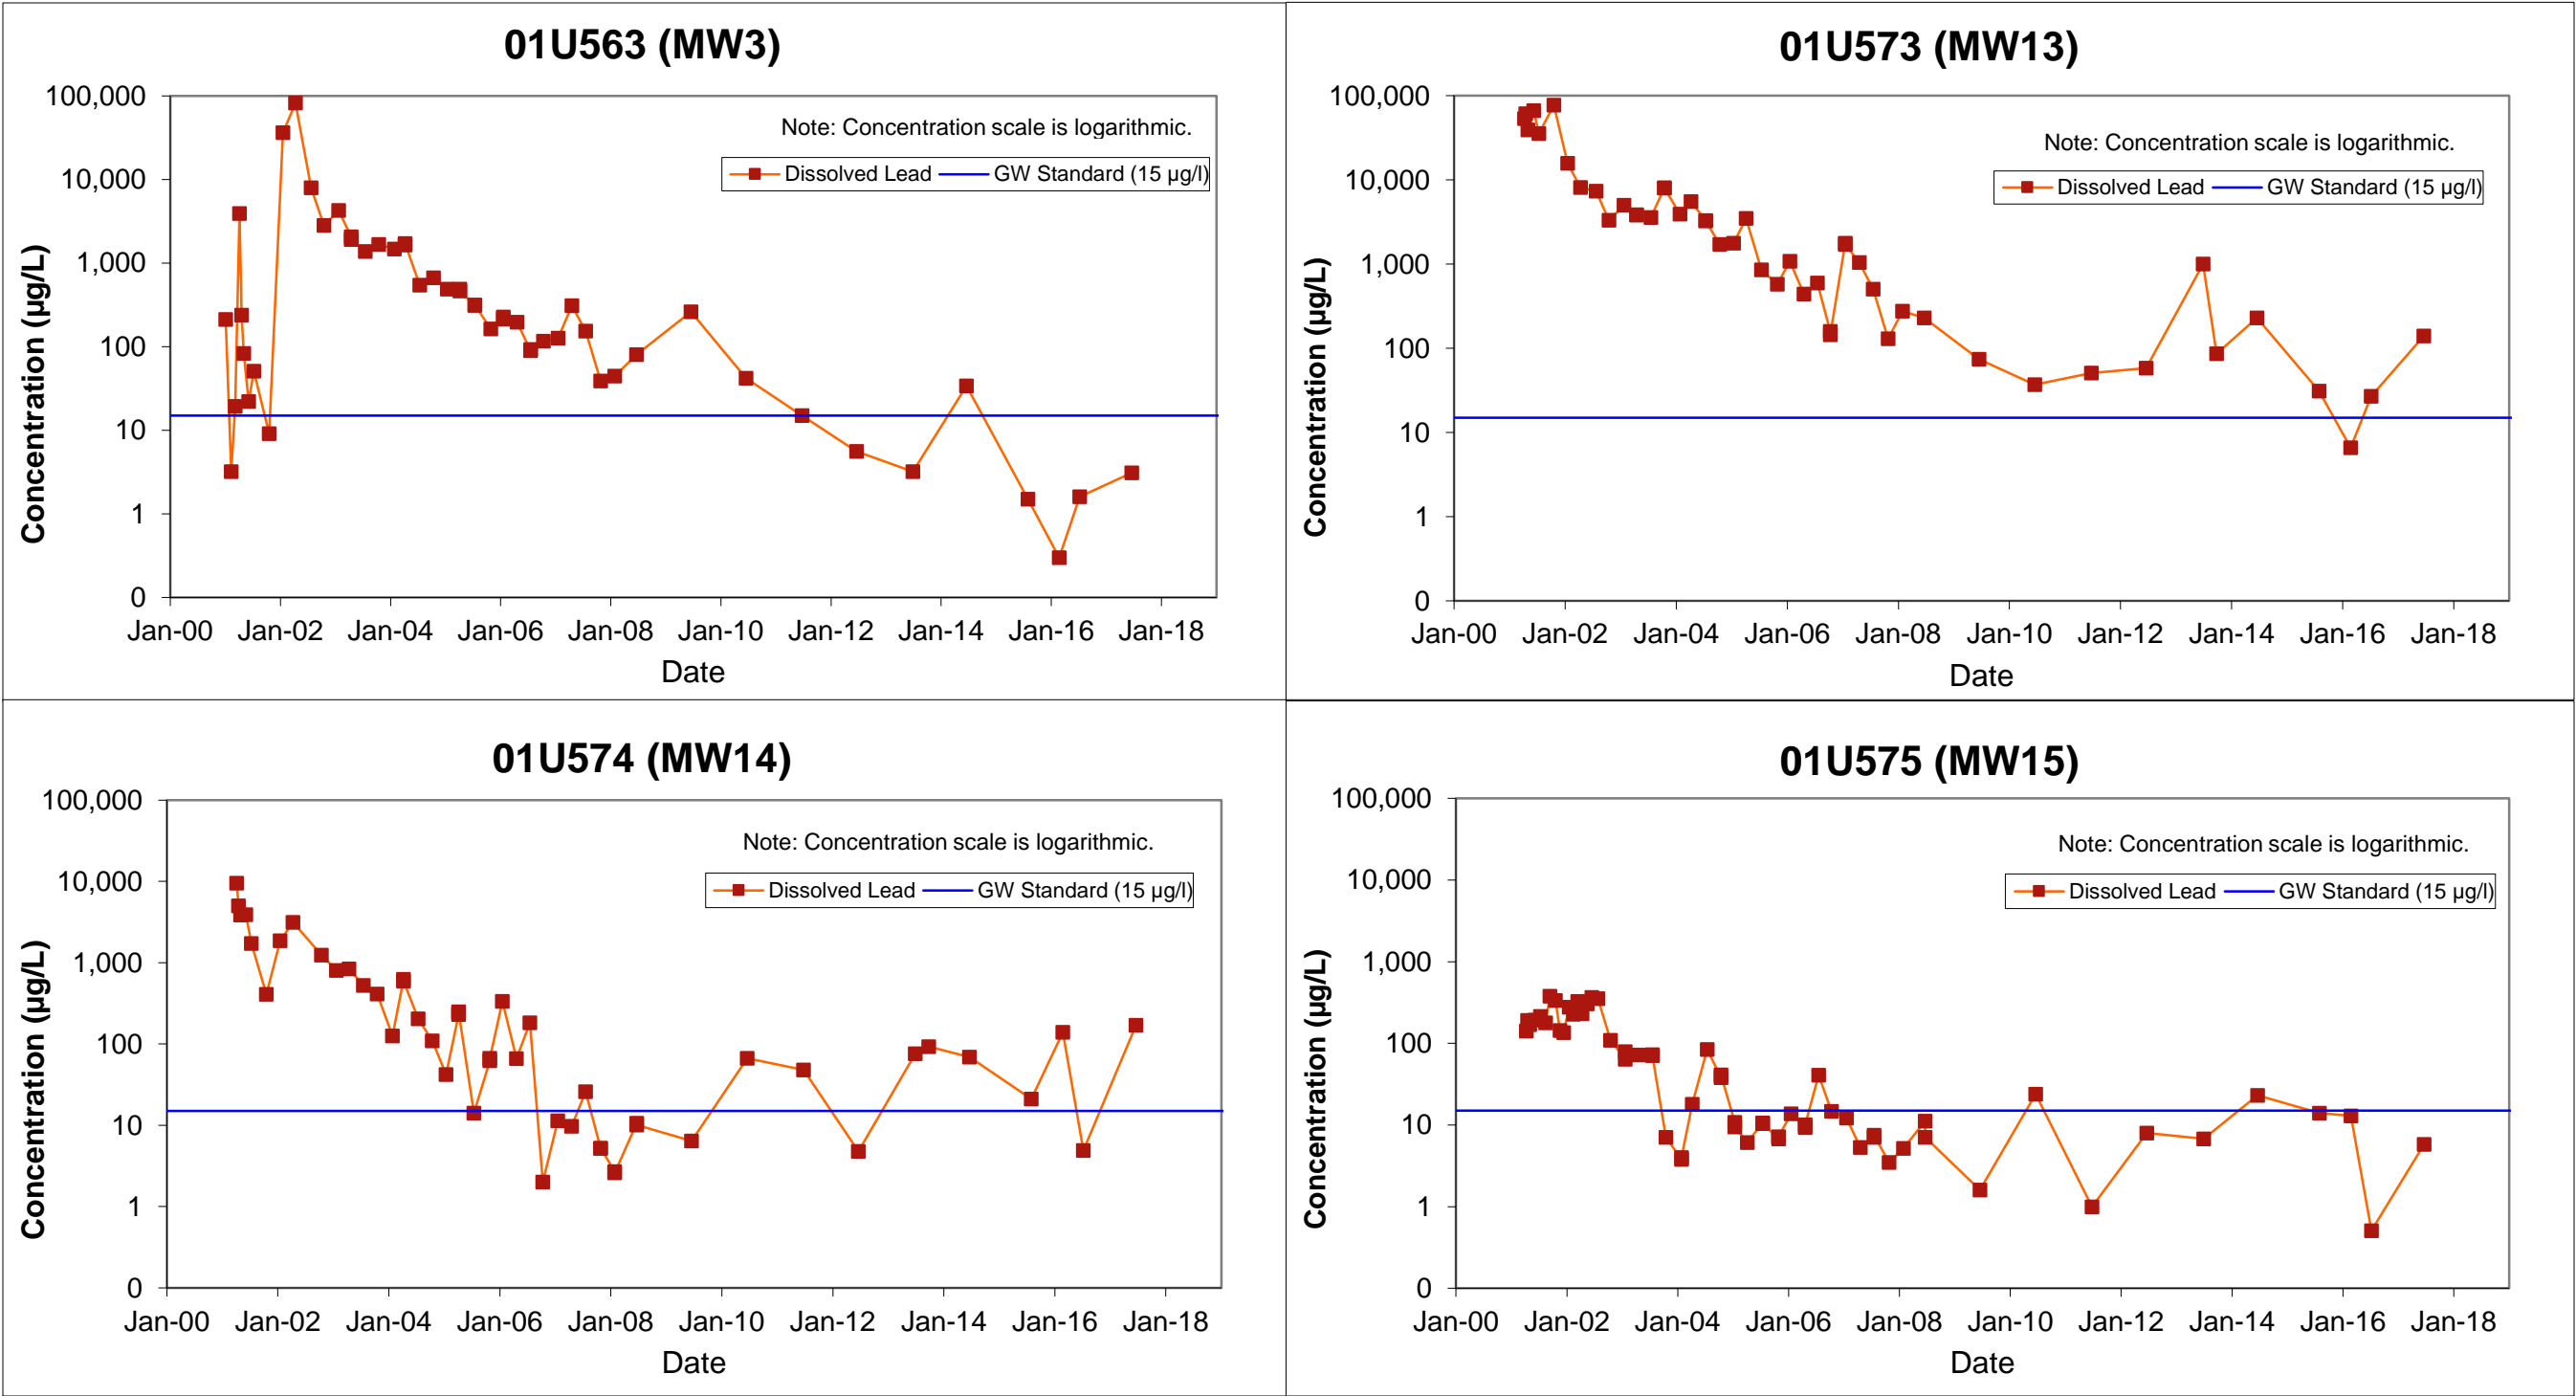 01U563 (MW3)
Concentration (µg/L)
100,000
10,000
1,000
100
10
1
0
Note: Concentration scale is logarithmic.
Dissolved Lead GW Standard (15 µg/l)
Jan-00 Jan-02 Jan-04 Jan-06 Jan-08 Jan-10 Jan-12 Jan-14 Jan-16 Jan-18
Date
01U573 (MW13)
Concentration (µg/L)
100,000
10,000
1,000
100
10
1
0
Note: Concentration scale is logarithmic.
Dissolved Lead GW Standard (15 µg/l)
Jan-00 Jan-02 Jan-04 Jan-06 Jan-08 Jan-10 Jan-12 Jan-14 Jan-16 Jan-18
Date
01U574 (MW14)
Concentration (µg/L)
100,000
10,000
1,000
100
10
1
0
Note: Concentration scale is logarithmic.
Dissolved Lead GW Standard (15 µg/l)
Jan-00 Jan-02 Jan-04 Jan-06 Jan-08 Jan-10 Jan-12 Jan-14 Jan-16 Jan-18
Date
01U575 (MW15)
Concentration (µg/L)
100,000
10,000
1,000
100
10
1
0
Note: Concentration scale is logarithmic.
Dissolved Lead GW Standard (15 µg/l)
Jan-00 Jan-02 Jan-04 Jan-06 Jan-08 Jan-10 Jan-12 Jan-14 Jan-16 Jan-18
Date